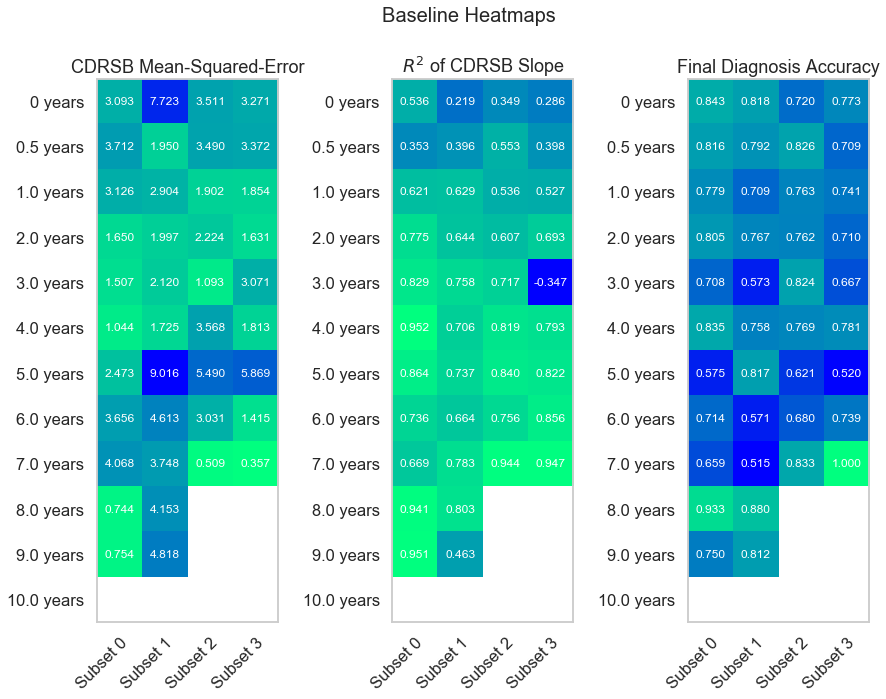 Baseline Heatmaps
CDRSB Mean-Squared-Error
0 years 3.093 7.723 3.511 3.271
0.5 years 3.712 1.950 3.490 3.372
1.0 years 3.126 2.904 1.902 1.854
2.0 years 1.650 1.997 2.224 1.631
3.0 years 1.507 2.120 1.093 3.071
4.0 years 1.044 1.725 3.568 1.813
5.0 years 2.473 9.016 5.490 5.869
6.0 years 3.656 4.613 3.031 1.415
7.0 years 4.068 3.748 0.509 0.357
8.0 years 0.744 4.153
9.0 years 0.754 4.818
10.0 years
Subset 0 Subset 1 Subset 2 Subset 3
R² of CDRSB Slope
0 years 0.536 0.219 0.349 0.286
0.5 years 0.353 0.396 0.553 0.398
1.0 years 0.621 0.629 0.536 0.527
2.0 years 0.775 0.644 0.607 0.693
3.0 years 0.829 0.758 0.717 -0.347
4.0 years 0.952 0.706 0.819 0.793
5.0 years 0.864 0.737 0.840 0.822
6.0 years 0.736 0.664 0.756 0.856
7.0 years 0.669 0.783 0.944 0.947
8.0 years 0.941 0.803
9.0 years 0.951 0.463
10.0 years
Subset 0 Subset 1 Subset 2 Subset 3
Final Diagnosis Accuracy
0 years 0.843 0.818 0.720 0.773
0.5 years 0.816 0.792 0.826 0.709
1.0 years 0.779 0.709 0.763 0.741
2.0 years 0.805 0.767 0.762 0.710
3.0 years 0.708 0.573 0.824 0.667
4.0 years 0.835 0.758 0.769 0.781
5.0 years 0.575 0.817 0.621 0.520
6.0 years 0.714 0.571 0.680 0.739
7.0 years 0.659 0.515 0.833 1.000
8.0 years 0.933 0.880
9.0 years 0.750 0.812
10.0 years
Subset 0 Subset 1 Subset 2 Subset 3